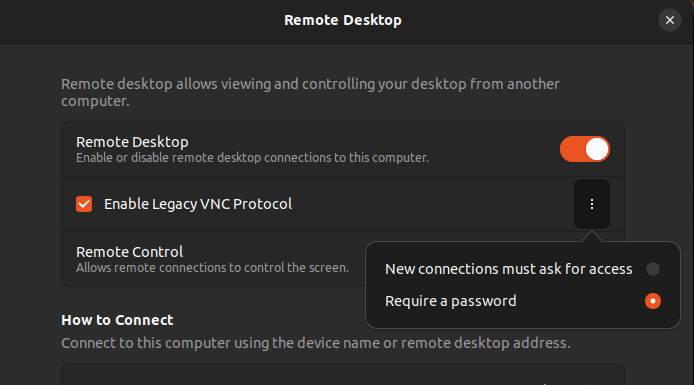 Remote Desktop
Remote desktop allows viewing and controlling your desktop from another
computer.
Remote Desktop
Enable or disable remote desktop connections to this computer.
Enable Legacy VNC Protocol
Remote Control
Allows remote connections to control the screen.
New connections must ask for access
Require a password
How to Connect
Connect to this computer using the device name or remote desktop address.